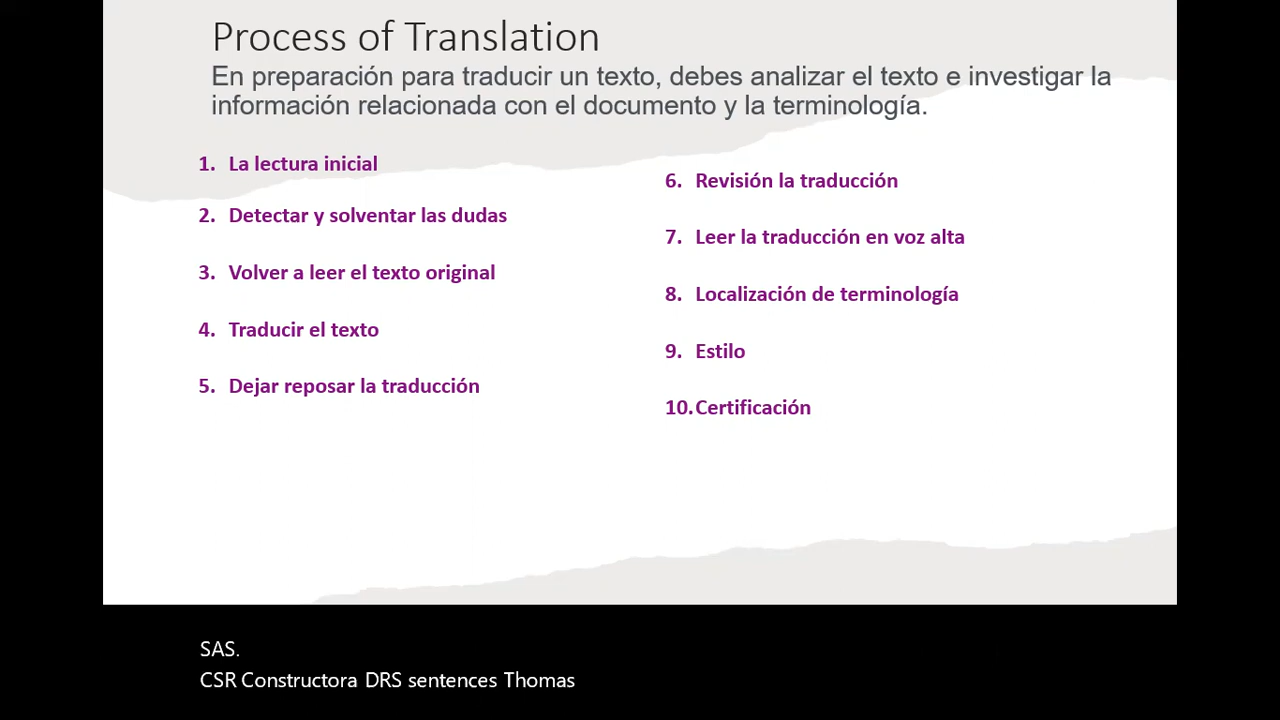 Process of Translation
En preparación para traducir un texto, debes analizar el texto e investigar la
información relacionada con el documento y la terminología.
1. La lectura inicial
2. Detectar y solventar las dudas
3. Volver a leer el texto original
4. Traducir el texto
5. Dejar reposar la traducción
6. Revisión la traducción
7. Leer la traducción en voz alta
8. Localización de terminología
9. Estilo
10. Certificación
SAS.
CSR Constructora DRS sentences Thomas